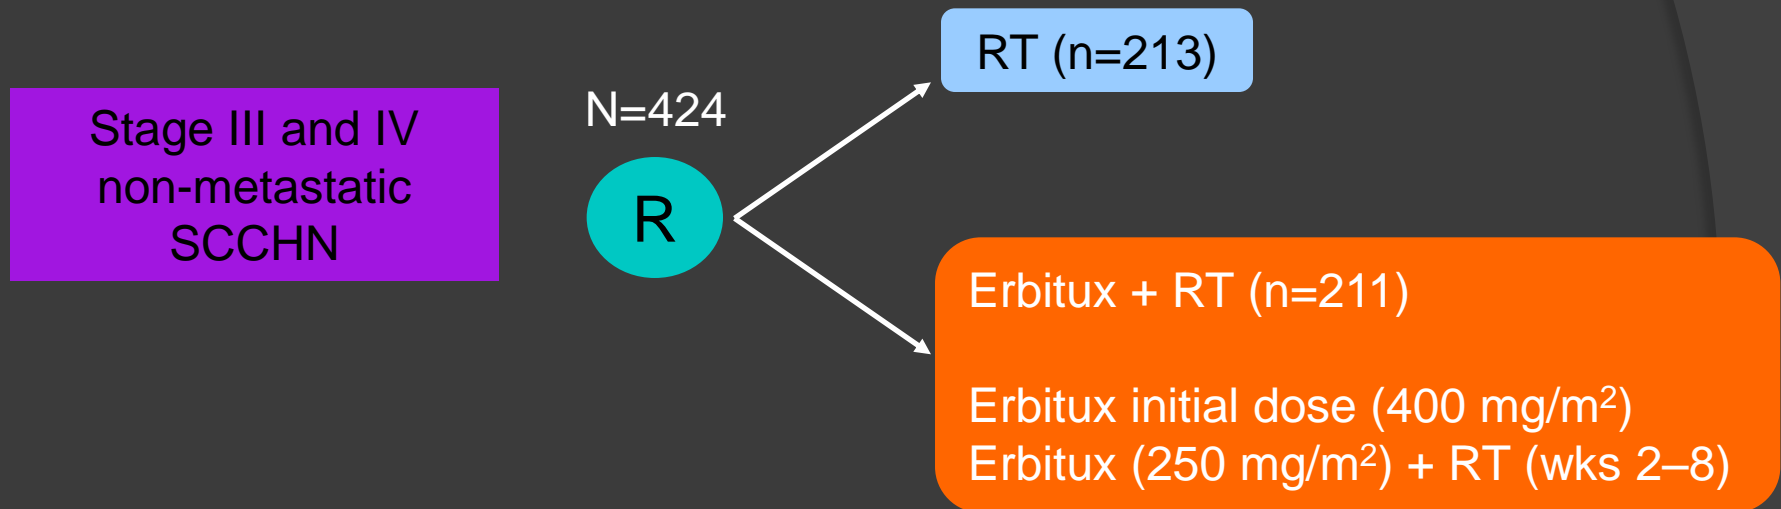 Stage III and IV
non-metastatic
SCCHN
N=424
R
RT (n=213)
Erbitux + RT (n=211)
Erbitux initial dose (400 mg/m²)
Erbitux (250 mg/m²) + RT (wks 2–8)